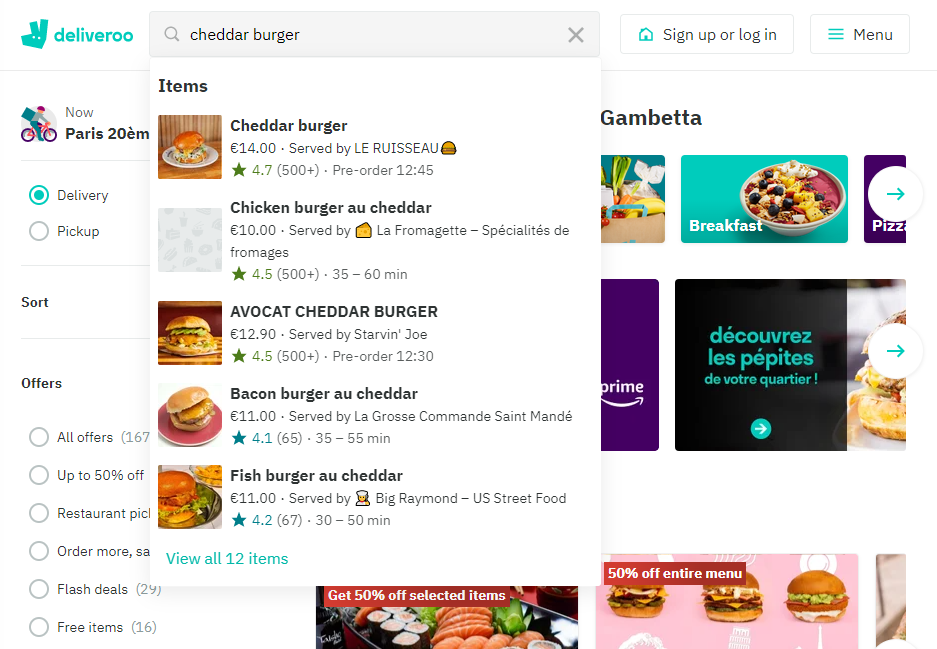 deliveroo
cheddar burger
Sign up or log in
Menu
Now
Paris 20èm
Delivery
Pickup
Sort
Offers
All offers (167
Up to 50% off
Restaurant pic
Order more, sa
Flash deals (29)
Free items (16)
Items
Cheddar burger
€14.00 · Served by LE RUISSEAU🍔
4.7 (500+) · Pre-order 12:45
Chicken burger au cheddar
€10.00 · Served by 🧀 La Fromagette – Spécialités de
fromages
4.5 (500+) · 35 – 60 min
AVOCAT CHEDDAR BURGER
€12.90 · Served by Starvin' Joe
4.5 (500+) · Pre-order 12:30
Bacon burger au cheddar
€11.00 · Served by La Grosse Commande Saint Mandé
4.1 (65) · 35 – 55 min
Fish burger au cheddar
€11.00 · Served by 👨‍🍳 Big Raymond – US Street Food
4.2 (67) · 30 – 50 min
View all 12 items
Gambetta
Breakfast
Pizza
prime
découvrez
les pépites
de votre quartier !
Get 50% off selected items
50% off entire menu